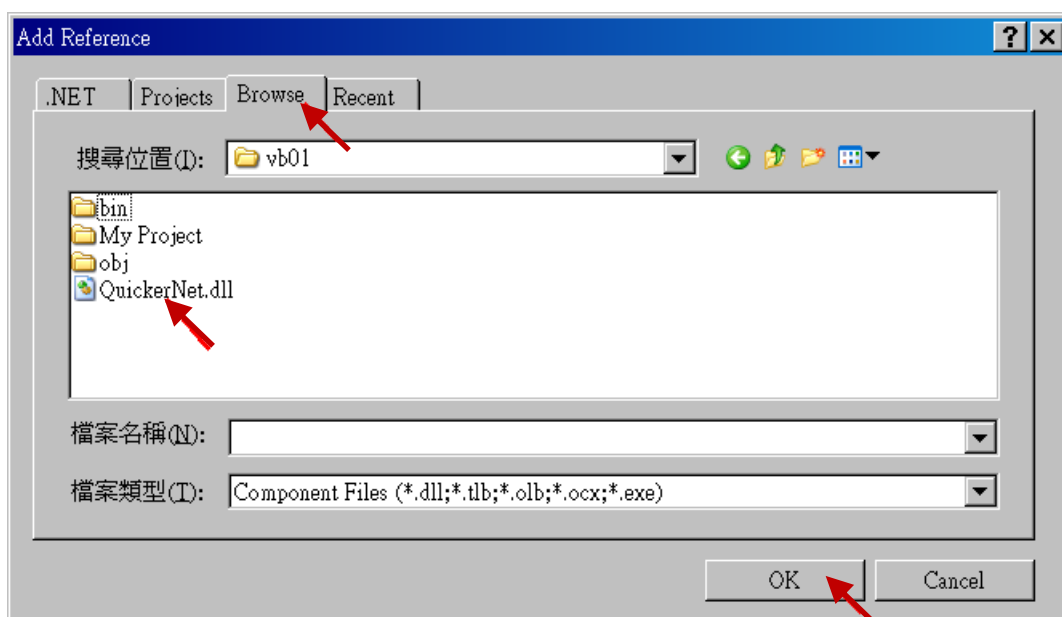 Add Reference
.NET Projects Browse Recent
搜尋位置(I): vb01
bin
My Project
obj
QuickerNet.dll
檔案名稱(N):
檔案類型(T): Component Files (*.dll;*.tlb;*.olb;*.ocx;*.exe)
OK Cancel